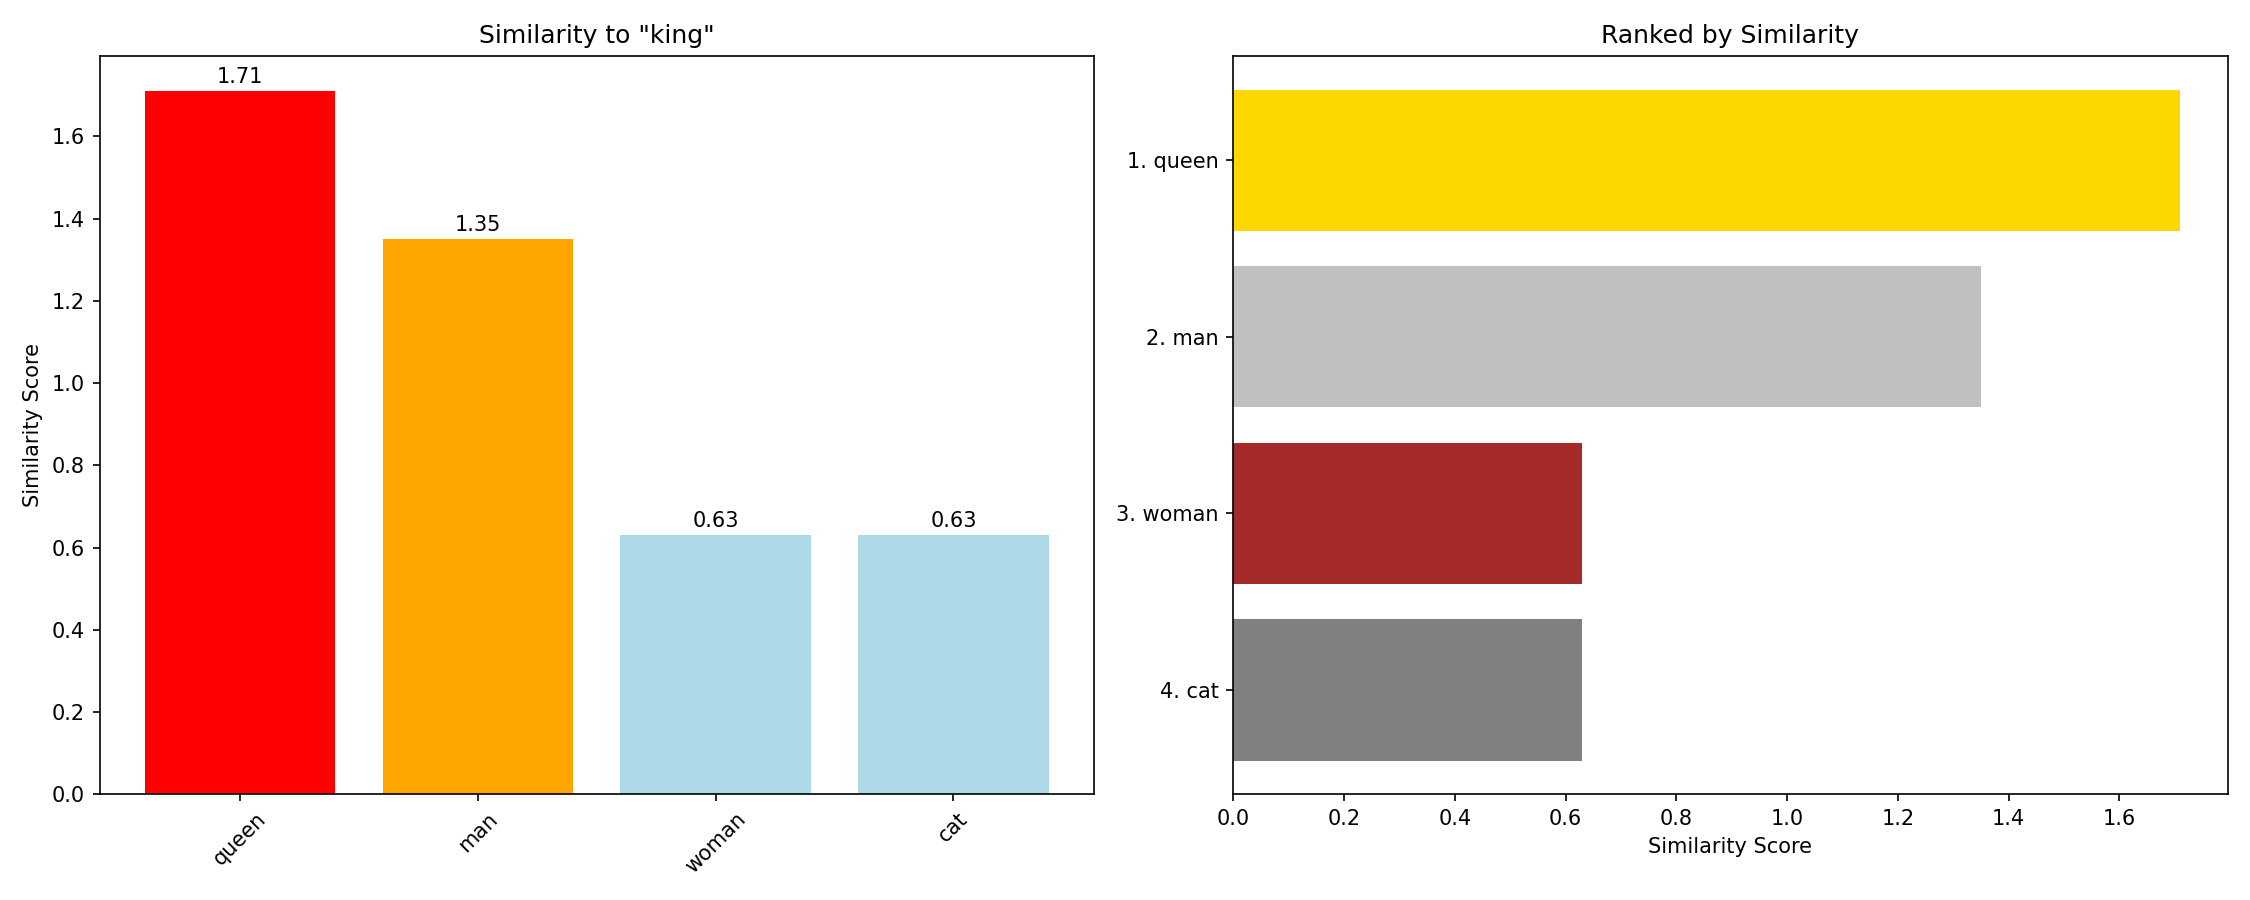 Similarity to "king"
Similarity Score
1.6
1.4
1.2
1.0
0.8
0.6
0.4
0.2
0.0
1.71
1.35
0.63
0.63
queen
man
woman
cat
Ranked by Similarity
1. queen
2. man
3. woman
4. cat
0.0
0.2
0.4
0.6
0.8
1.0
1.2
1.4
1.6
Similarity Score